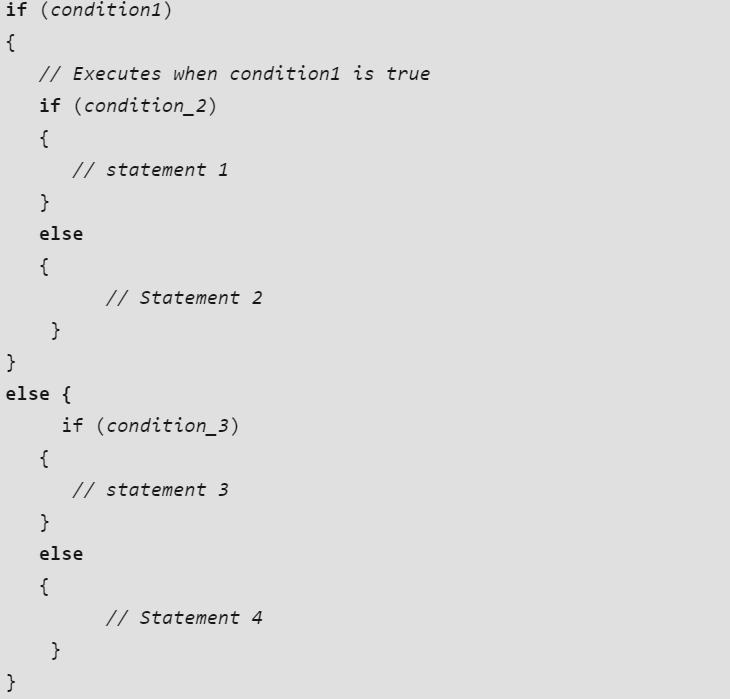 if (condition1)
{
   // Executes when condition1 is true
   if (condition_2)
   {
      // statement 1
   }
   else
   {
         // Statement 2
    }
}
else {
     if (condition_3)
   {
      // statement 3
   }
   else
   {
         // Statement 4
    }
}